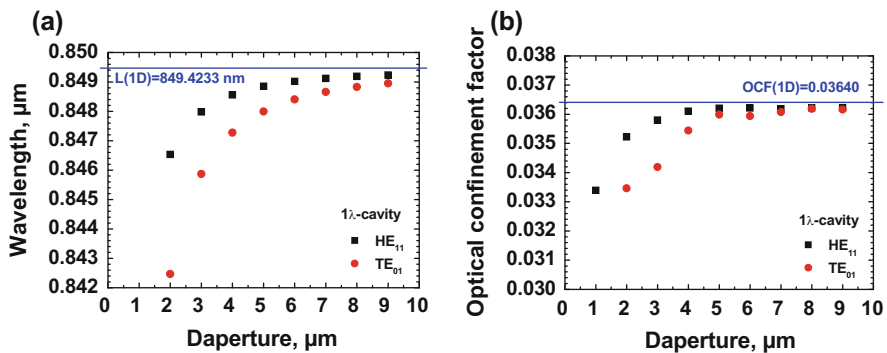 (a)
0.850
0.849
0.848
0.847
0.846
0.845
0.844
0.843
0.842
Wavelength, µm
L(1D)=849.4233 nm
1λ-cavity
HE₁₁
TE₀₁
0 1 2 3 4 5 6 7 8 9 10
Daperture, µm
(b)
0.038
0.037
0.036
0.035
0.034
0.033
0.032
0.031
0.030
Optical confinement factor
OCF(1D)=0.03640
1λ-cavity
HE₁₁
TE₀₁
0 1 2 3 4 5 6 7 8 9 10
Daperture, µm